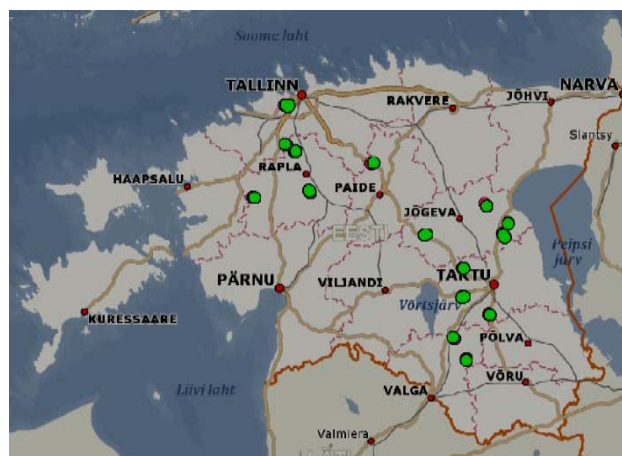 Suome laht
TALLINN
NARVA
RAKVERE
JÕHVI
Slantsy
HAAPSALU
RAPLA
PAIDE
JÕGEVA
EESTI
Peipsi
järv
PÄRNU
VILJANDI
TARTU
Võrtsjärv
KURESSAARE
PÕLVA
VÕRU
Liivi laht
VALGA
Valmiera